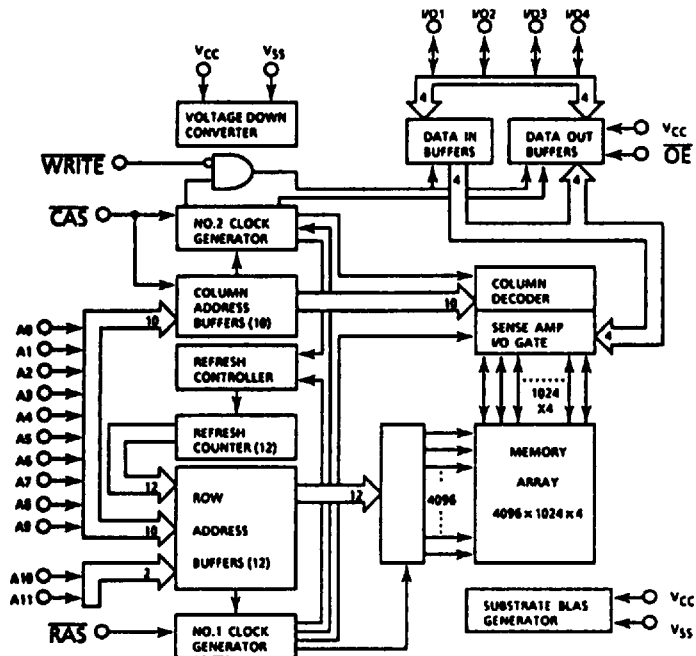 I/O1 I/O2 I/O3 I/O4
VCC VSS
VOLTAGE DOWN
CONVERTER
4 4
DATA IN
BUFFERS
DATA OUT
BUFFERS
VCC
OE
WRITE
4 4
CAS
NO.2 CLOCK
GENERATOR
COLUMN
ADDRESS
BUFFERS (10)
10
10
COLUMN
DECODER
SENSE AMP
I/O GATE
4
A0
A1
A2
A3
A4
A5
A6
A7
A8
A9
REFRESH
CONTROLLER
REFRESH
COUNTER (12)
1024
X4
12
10
2
ROW
ADDRESS
BUFFERS (12)
12
4096
MEMORY
ARRAY
4096 x 1024 x 4
A10
A11
RAS
NO.1 CLOCK
GENERATOR
SUBSTRATE BLAS
GENERATOR
VCC
VSS